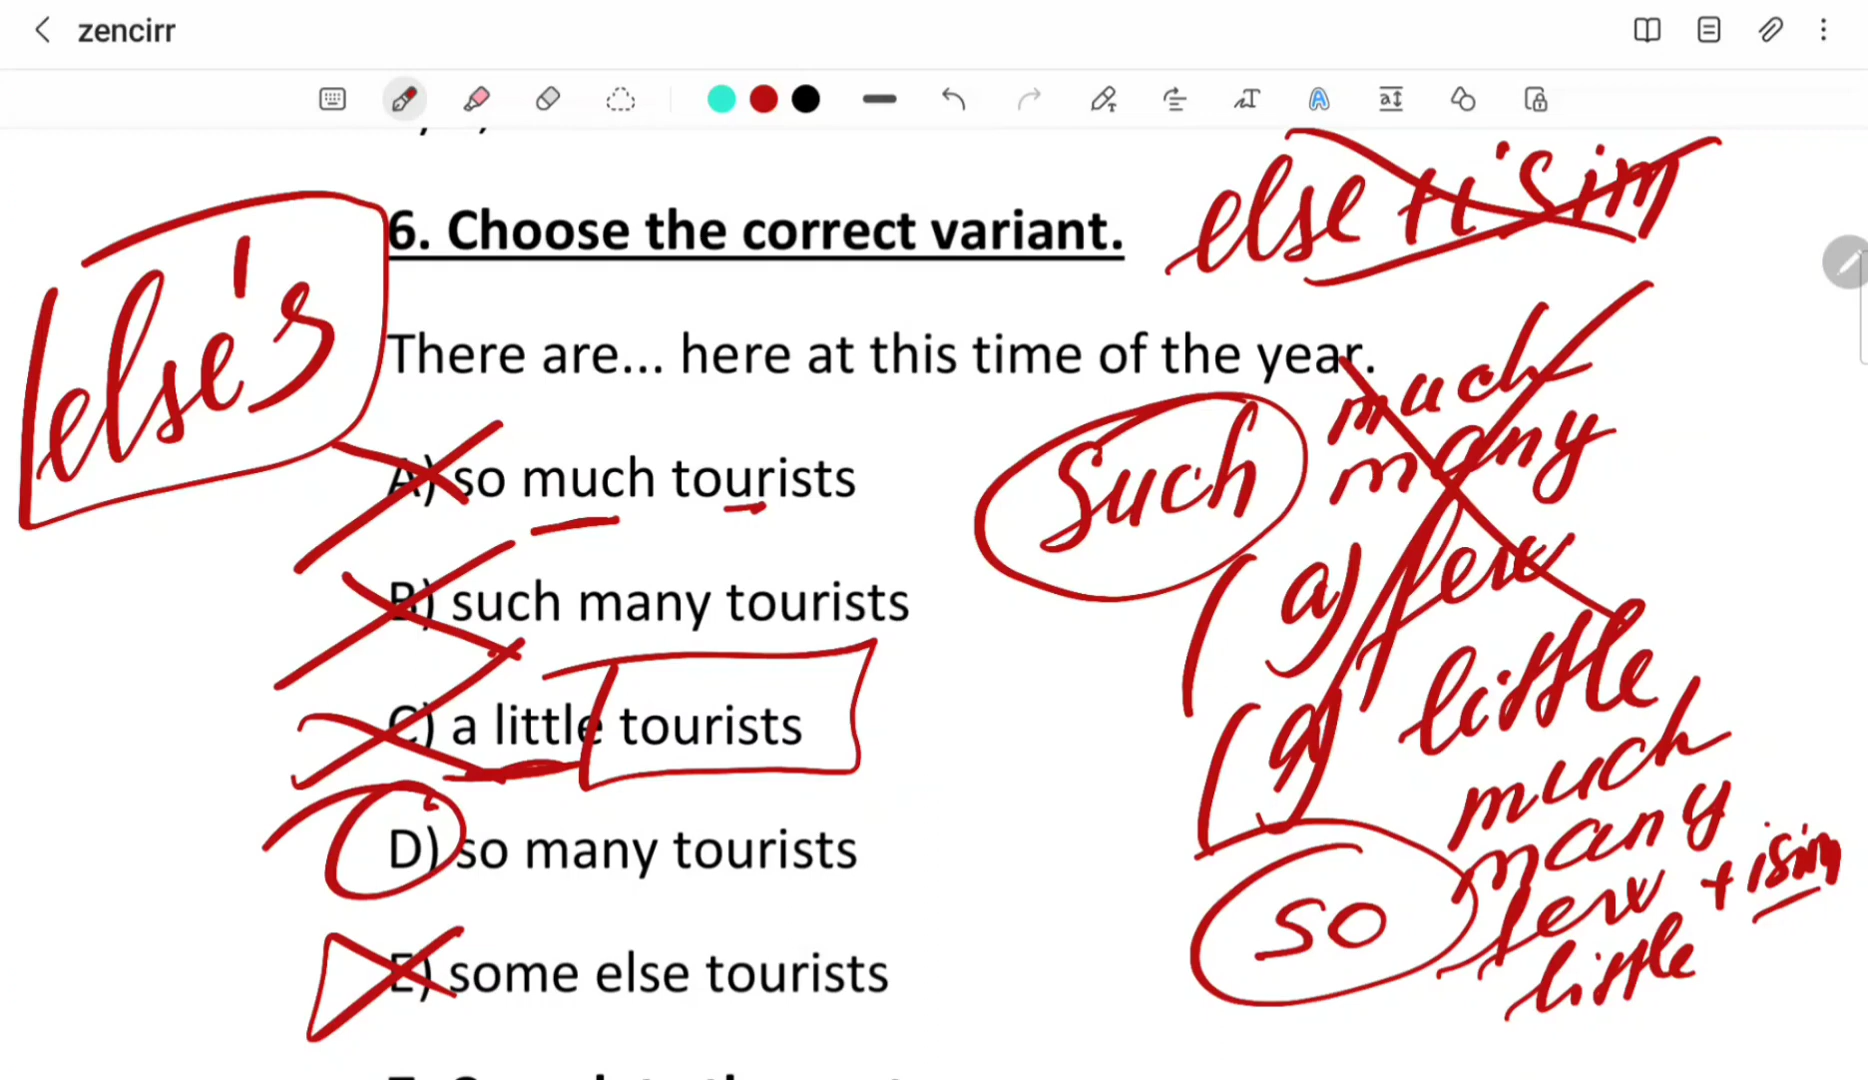 zencirr
else + isim
6. Choose the correct variant.
else's
There are... here at this time of the year.
much
many
Such
A) so much tourists
(a) few
B) such many tourists
(a) little
C) a little tourists
much
many
D) so many tourists
few + isim
so
little
E) some else tourists